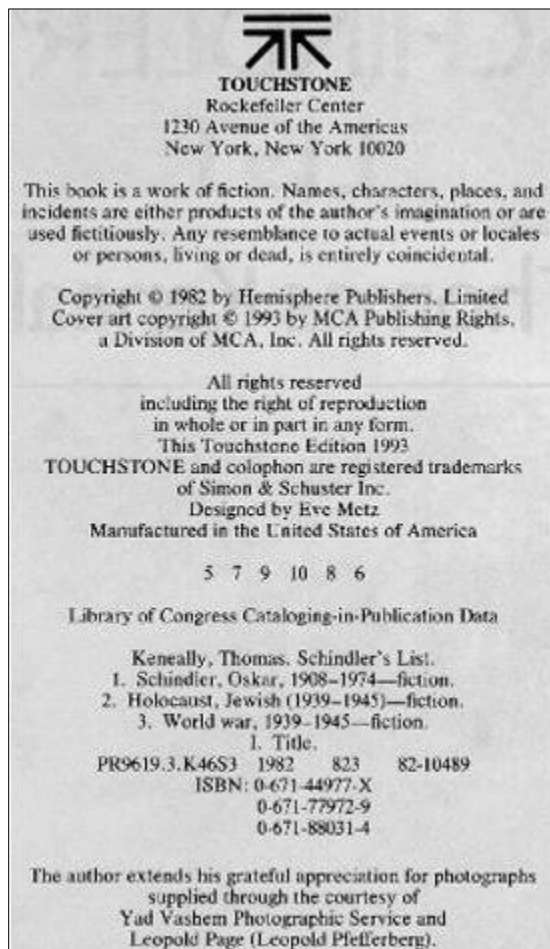 TOUCHSTONE
Rockefeller Center
1230 Avenue of the Americas
New York, New York 10020
This book is a work of fiction. Names, characters, places, and
incidents are either products of the author's imagination or are
used fictitiously. Any resemblance to actual events or locales
or persons, living or dead, is entirely coincidental.
Copyright © 1982 by Hemisphere Publishers, Limited
Cover art copyright © 1993 by MCA Publishing Rights,
a Division of MCA, Inc. All rights reserved.
All rights reserved
including the right of reproduction
in whole or in part in any form.
This Touchstone Edition 1993
TOUCHSTONE and colophon are registered trademarks
of Simon & Schuster Inc.
Designed by Eve Metz
Manufactured in the United States of America
5 7 9 10 8 6
Library of Congress Cataloging-in-Publication Data
Keneally, Thomas. Schindler's List.
1. Schindler, Oskar, 1908–1974—fiction.
2. Holocaust, Jewish (1939–1945)—fiction.
3. World war, 1939–1945—fiction.
I. Title.
PR9619.3.K46S3 1982 823 82-10489
ISBN: 0-671-44977-X
0-671-77972-9
0-671-88031-4
The author extends his grateful appreciation for photographs
supplied through the courtesy of
Yad Vashem Photographic Service and
Leopold Page (Leopold Pfefferberg).